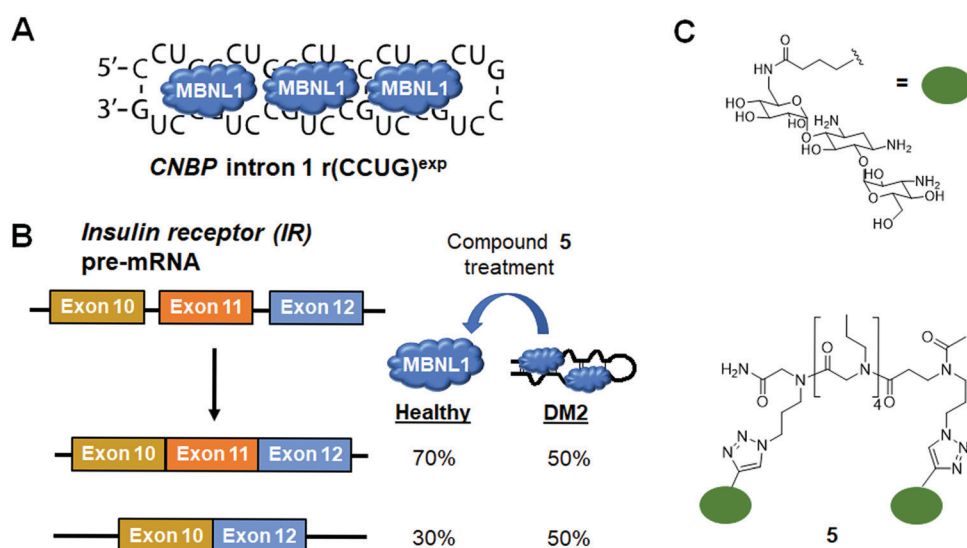 A
5'–C CU GG CU GG CU GG CU G
MBNL1 MBNL1 MBNL1
3'–G UC UC UC UC C
CNBP intron 1 r(CCUG)exp
B
Insulin receptor (IR)
pre-mRNA
Exon 10 Exon 11 Exon 12
Compound 5
treatment
MBNL1
Healthy DM2
Exon 10 Exon 11 Exon 12 70% 50%
Exon 10 Exon 12 30% 50%
C
O
HN
=
HO
O
HO
HO O
H2N
O
HO
NH2
O
O HO
NH2
O OH
HO
H2N
O
N
O
N
O
4
O
N
O
N
N
N
N
N
N
5